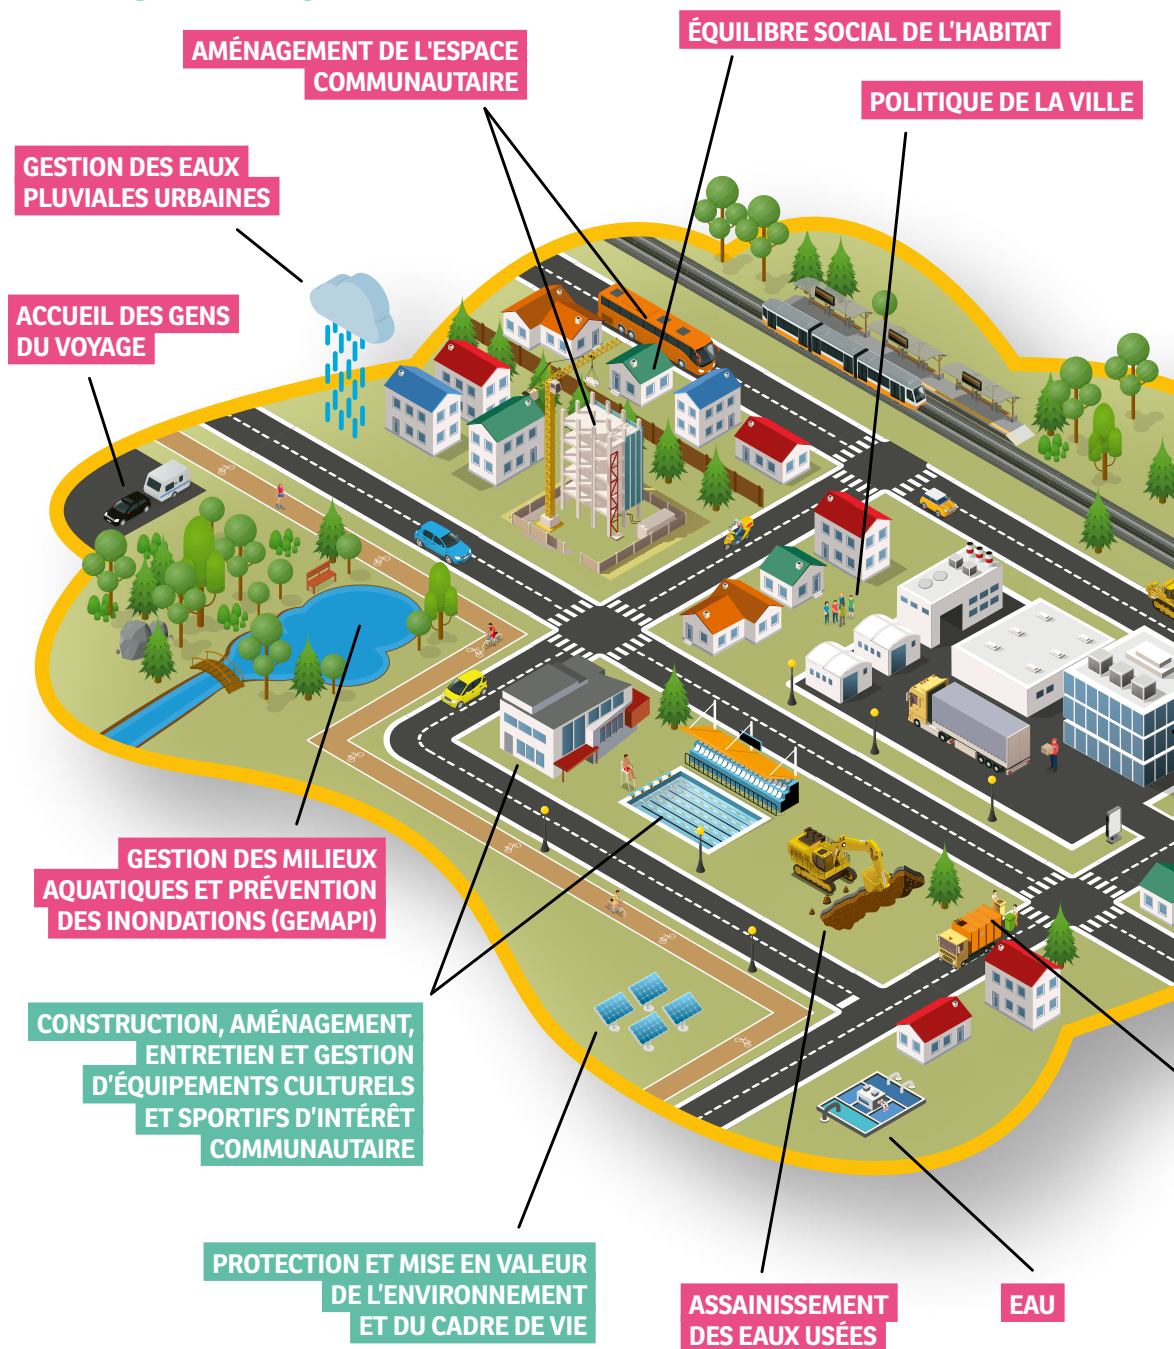 ÉQUILIBRE SOCIAL DE L'HABITAT
AMÉNAGEMENT DE L'ESPACE
COMMUNAUTAIRE
POLITIQUE DE LA VILLE
GESTION DES EAUX
PLUVIALES URBAINES
ACCUEIL DES GENS
DU VOYAGE
GESTION DES MILIEUX
AQUATIQUES ET PRÉVENTION
DES INONDATIONS (GEMAPI)
CONSTRUCTION, AMÉNAGEMENT,
ENTRETIEN ET GESTION
D'ÉQUIPEMENTS CULTURELS
ET SPORTIFS D'INTÉRÊT
COMMUNAUTAIRE
PROTECTION ET MISE EN VALEUR
DE L'ENVIRONNEMENT
ET DU CADRE DE VIE
ASSAINISSEMENT
DES EAUX USÉES
EAU